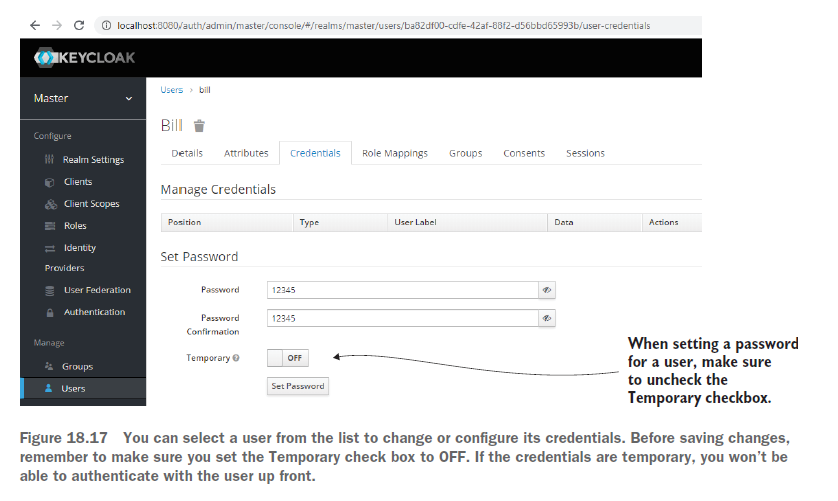 localhost:8080/auth/admin/master/console/#/realms/master/users/ba82df00-cdfe-42af-88f2-d56bbd65993b/user-credentials
KEYCLOAK
Master
Configure
Realm Settings
Clients
Client Scopes
Roles
Identity
Providers
User Federation
Authentication
Manage
Groups
Users
Users > bill
Bill
Details Attributes Credentials Role Mappings Groups Consents Sessions
Manage Credentials
Position Type User Label Data Actions
Set Password
Password 12345
Password 12345
Confirmation
Temporary OFF
Set Password
When setting a password
for a user, make sure
to uncheck the
Temporary checkbox.
Figure 18.17 You can select a user from the list to change or configure its credentials. Before saving changes,
remember to make sure you set the Temporary check box to OFF. If the credentials are temporary, you won't be
able to authenticate with the user up front.